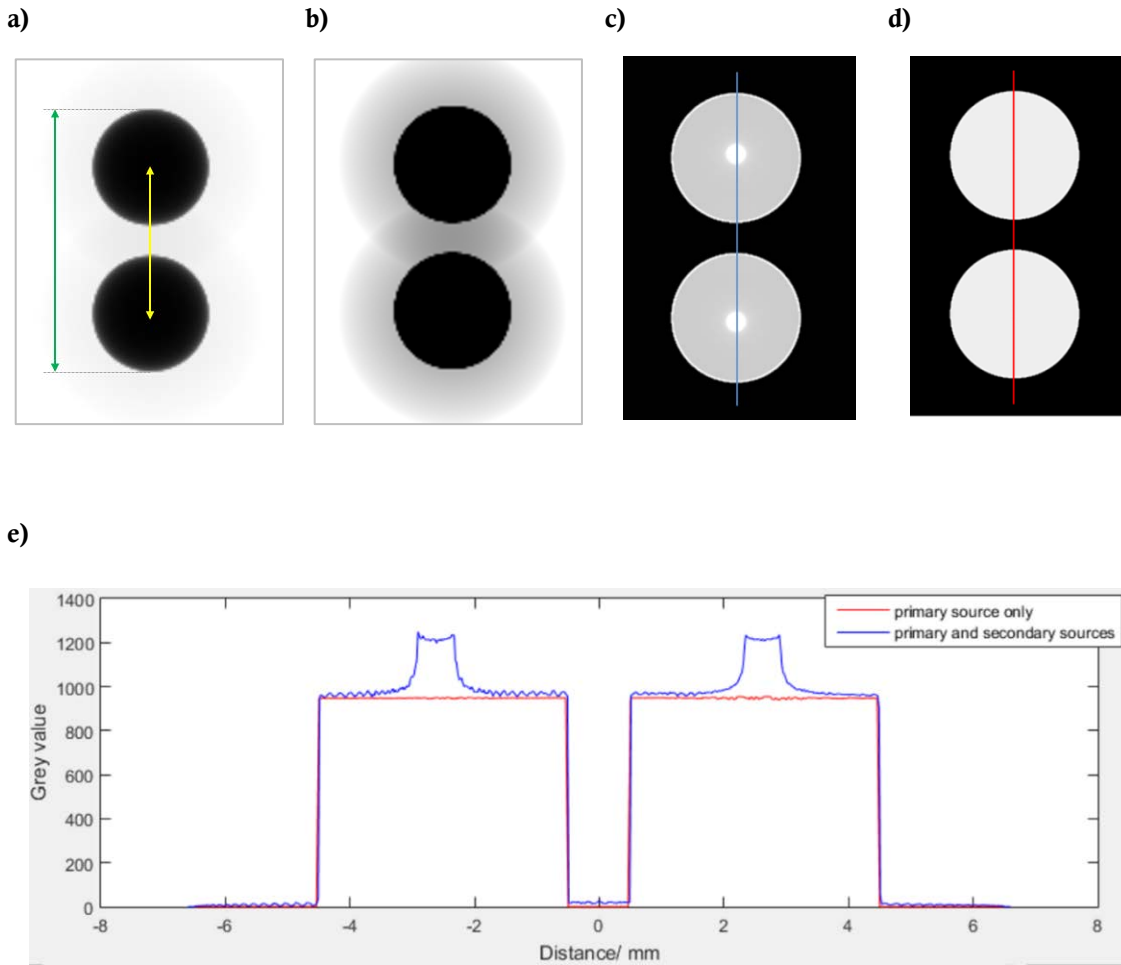 a)
b)
c)
d)
e)
1400
1200
1000
800
600
400
200
0
Grey value
-8
-6
-4
-2
0
2
4
6
8
Distance/ mm
primary source only
primary and secondary sources